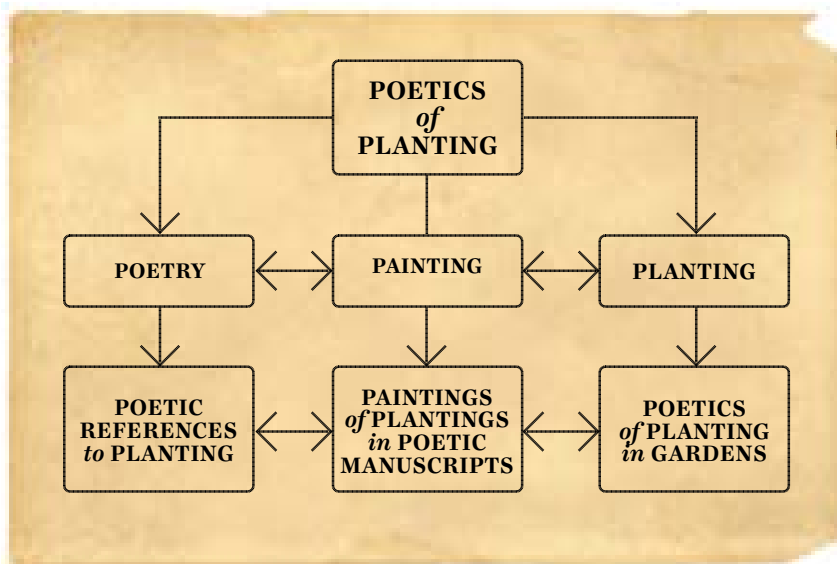 POETICS
of
PLANTING
POETRY
PAINTING
PLANTING
POETIC
REFERENCES
to PLANTING
PAINTINGS
of PLANTINGS
in POETIC
MANUSCRIPTS
POETICS
of PLANTING
in GARDENS